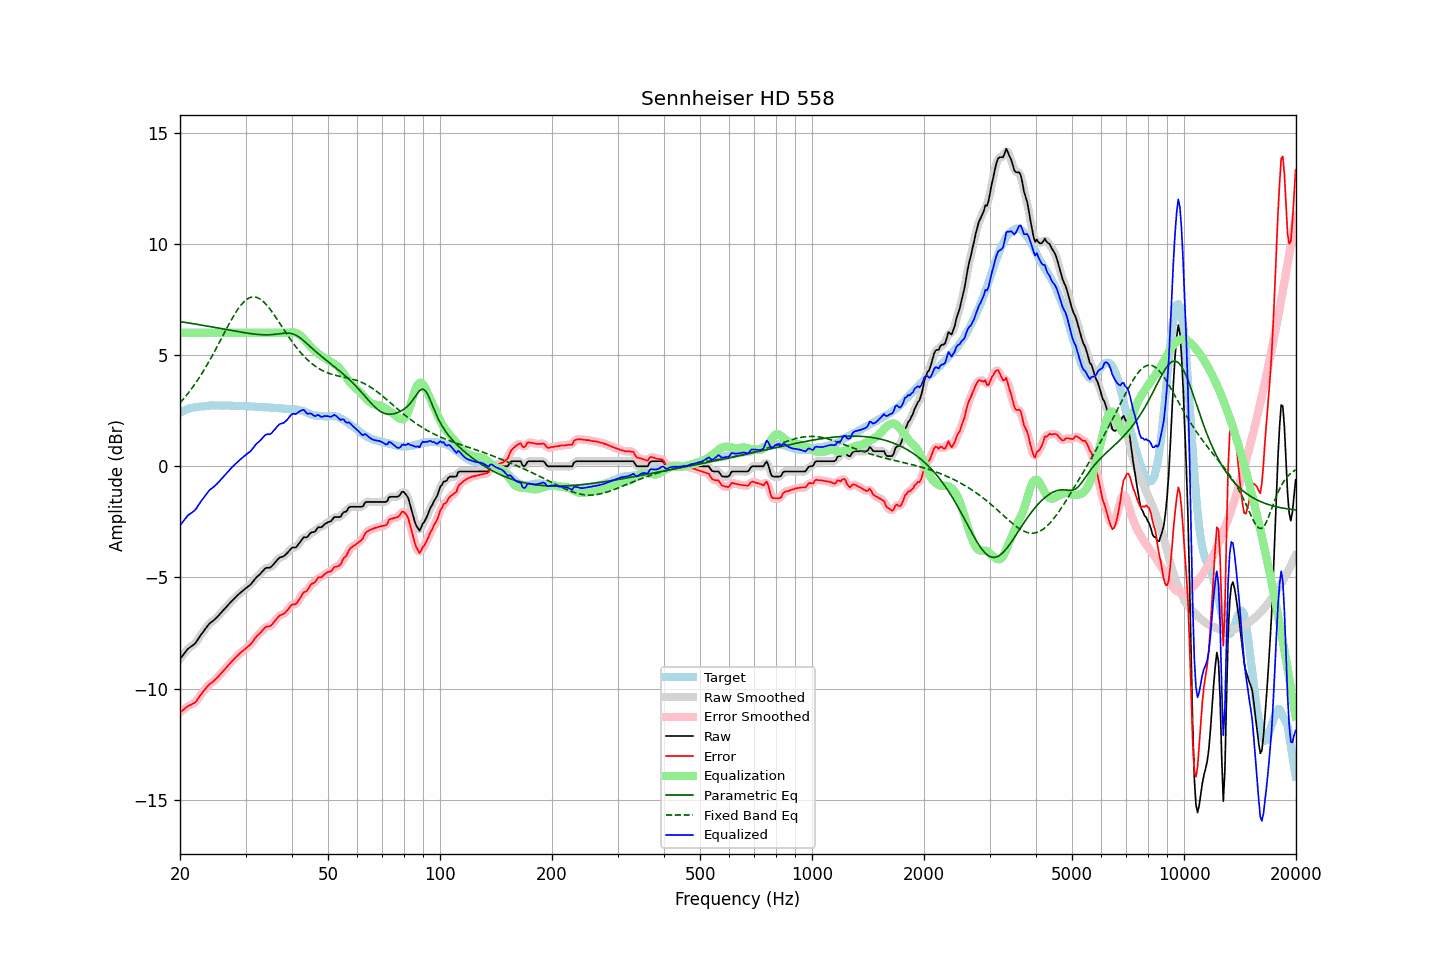 Sennheiser HD 558
Amplitude (dBr)
15
10
5
0
−5
−10
−15
20
50
100
200
500
1000
2000
5000
10000
20000
Frequency (Hz)
Target
Raw Smoothed
Error Smoothed
Raw
Error
Equalization
Parametric Eq
Fixed Band Eq
Equalized